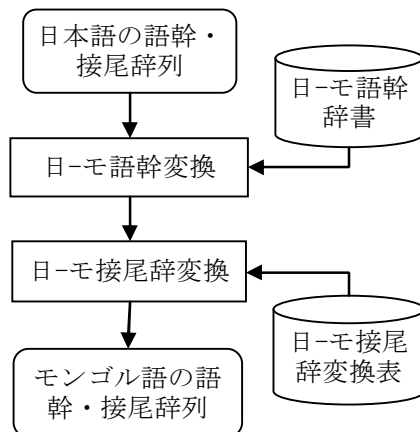 日本語の語幹・
接尾辞列
日-モ語幹
辞書
日-モ語幹変換
日-モ接尾辞変換
日-モ接尾
辞変換表
モンゴル語の語
幹・接尾辞列